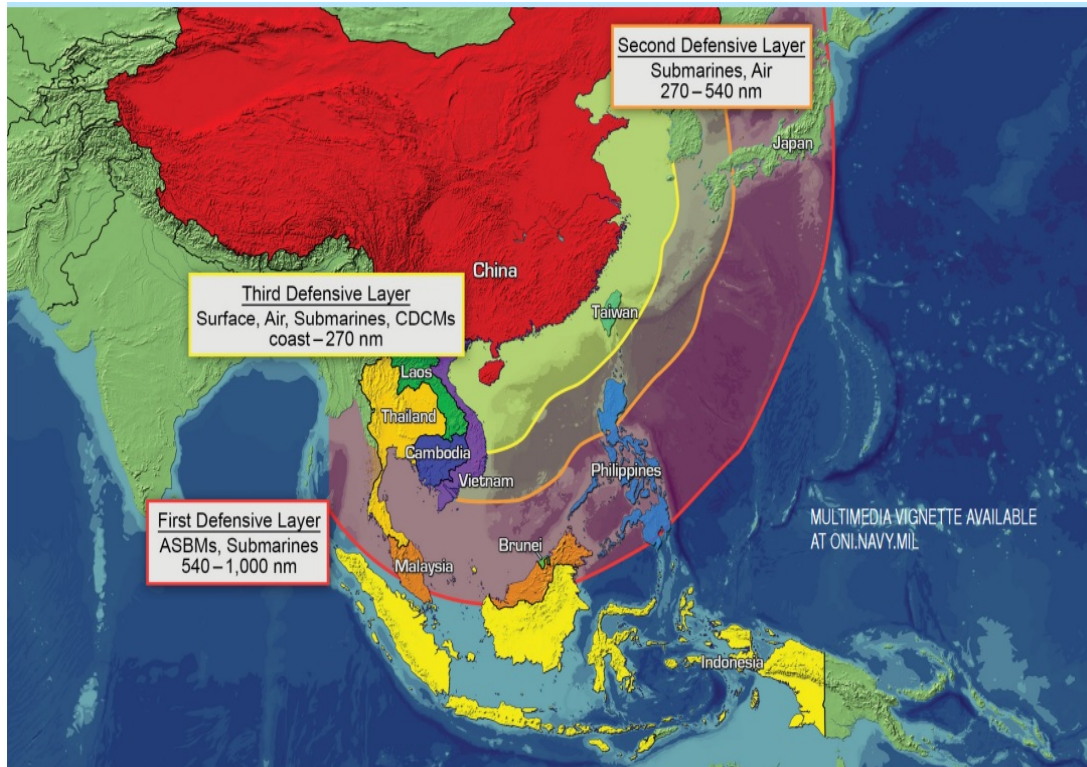 Second Defensive Layer
Submarines, Air
270–540 nm
Japan
China
Third Defensive Layer
Surface, Air, Submarines, CDCMs
coast–270 nm
Taiwan
Laos
Thailand
Cambodia
Vietnam
Philippines
First Defensive Layer
ASBMs, Submarines
540–1,000 nm
MULTIMEDIA VIGNETTE AVAILABLE
AT ONI.NAVY.MIL
Brunei
Malaysia
Indonesia